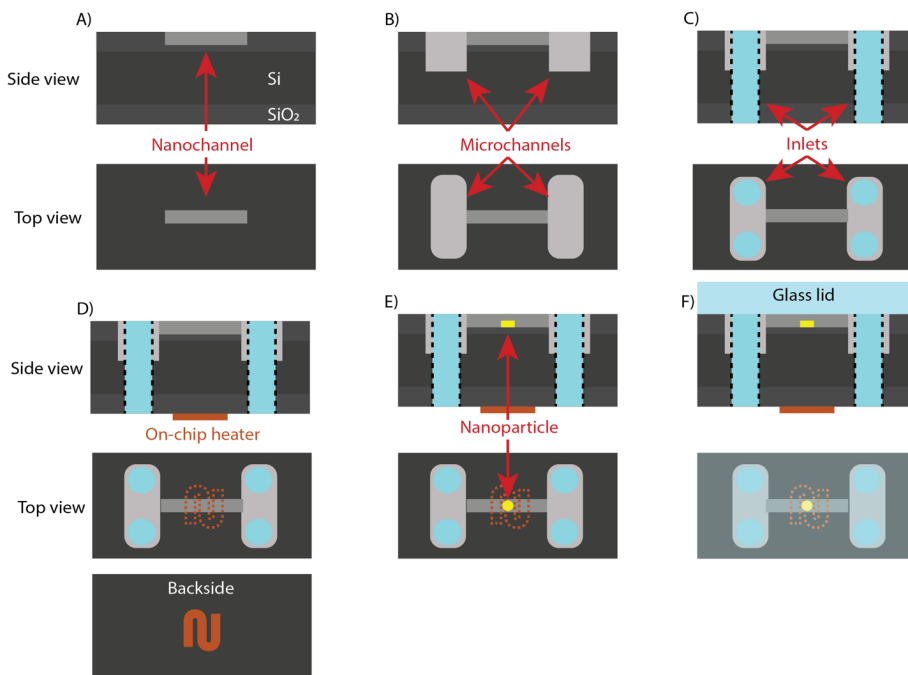 A)
B)
C)
Side view
Si
SiO₂
Nanochannel
Microchannels
Inlets
Top view
D)
E)
F)
Glass lid
Side view
On-chip heater
Nanoparticle
Top view
Backside